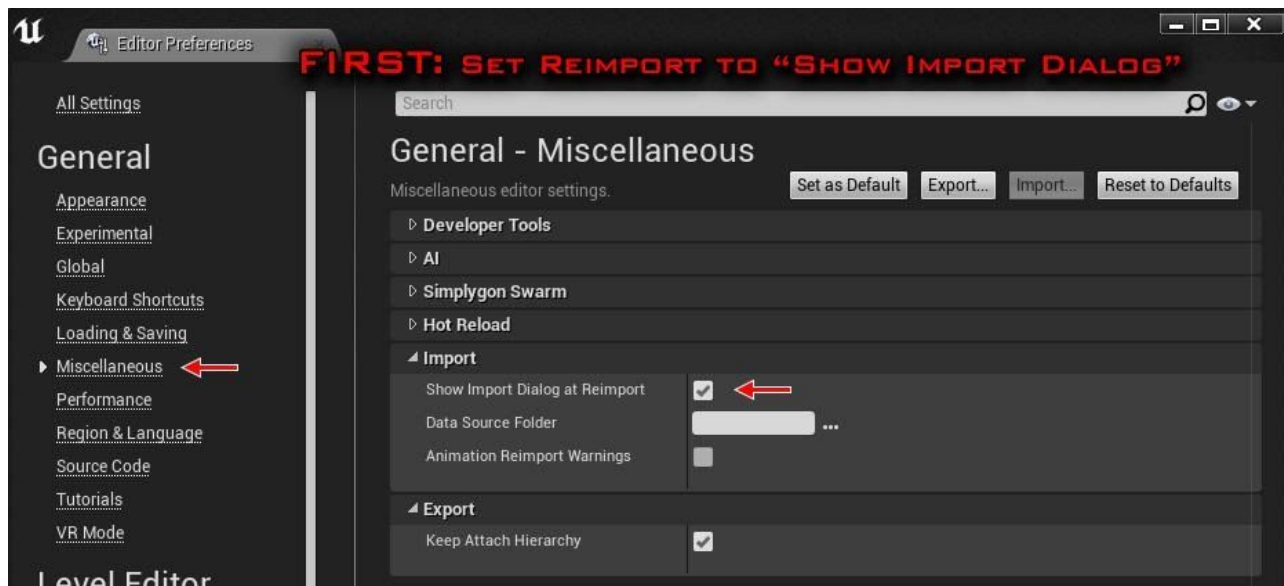 Editor Preferences
FIRST: SET REIMPORT TO “SHOW IMPORT DIALOG”
All Settings
Search
General
General - Miscellaneous
Miscellaneous editor settings.
Set as Default
Export...
Import...
Reset to Defaults
Appearance
Experimental
Global
Keyboard Shortcuts
Loading & Saving
Miscellaneous
Performance
Region & Language
Source Code
Tutorials
VR Mode
Level Editor
Developer Tools
AI
Simplygon Swarm
Hot Reload
Import
Show Import Dialog at Reimport
Data Source Folder
...
Animation Reimport Warnings
Export
Keep Attach Hierarchy